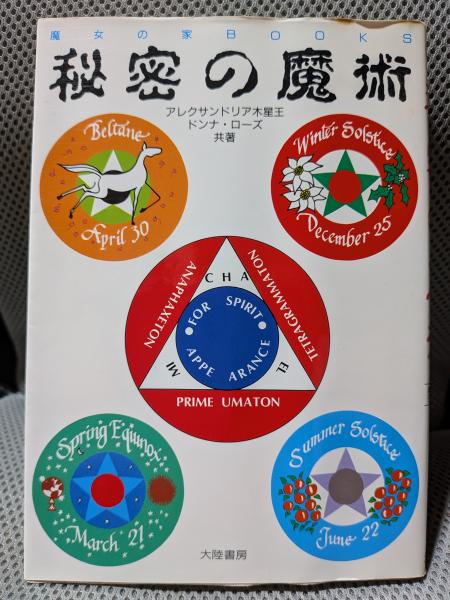 魔女の家BOOKS
秘密の魔術
アレクサンドリア木星王
ドンナ・ローズ
共著
Beltane
April 30
Winter Solstice
December 25
ANAPHAXETON
TETRAGRAMMATON
PRIME UMATON
MI
CHA
EL
FOR SPIRIT
APPE ARANCE
Spring Equinox
March 21
Summer Solstice
June 22
大陸書房